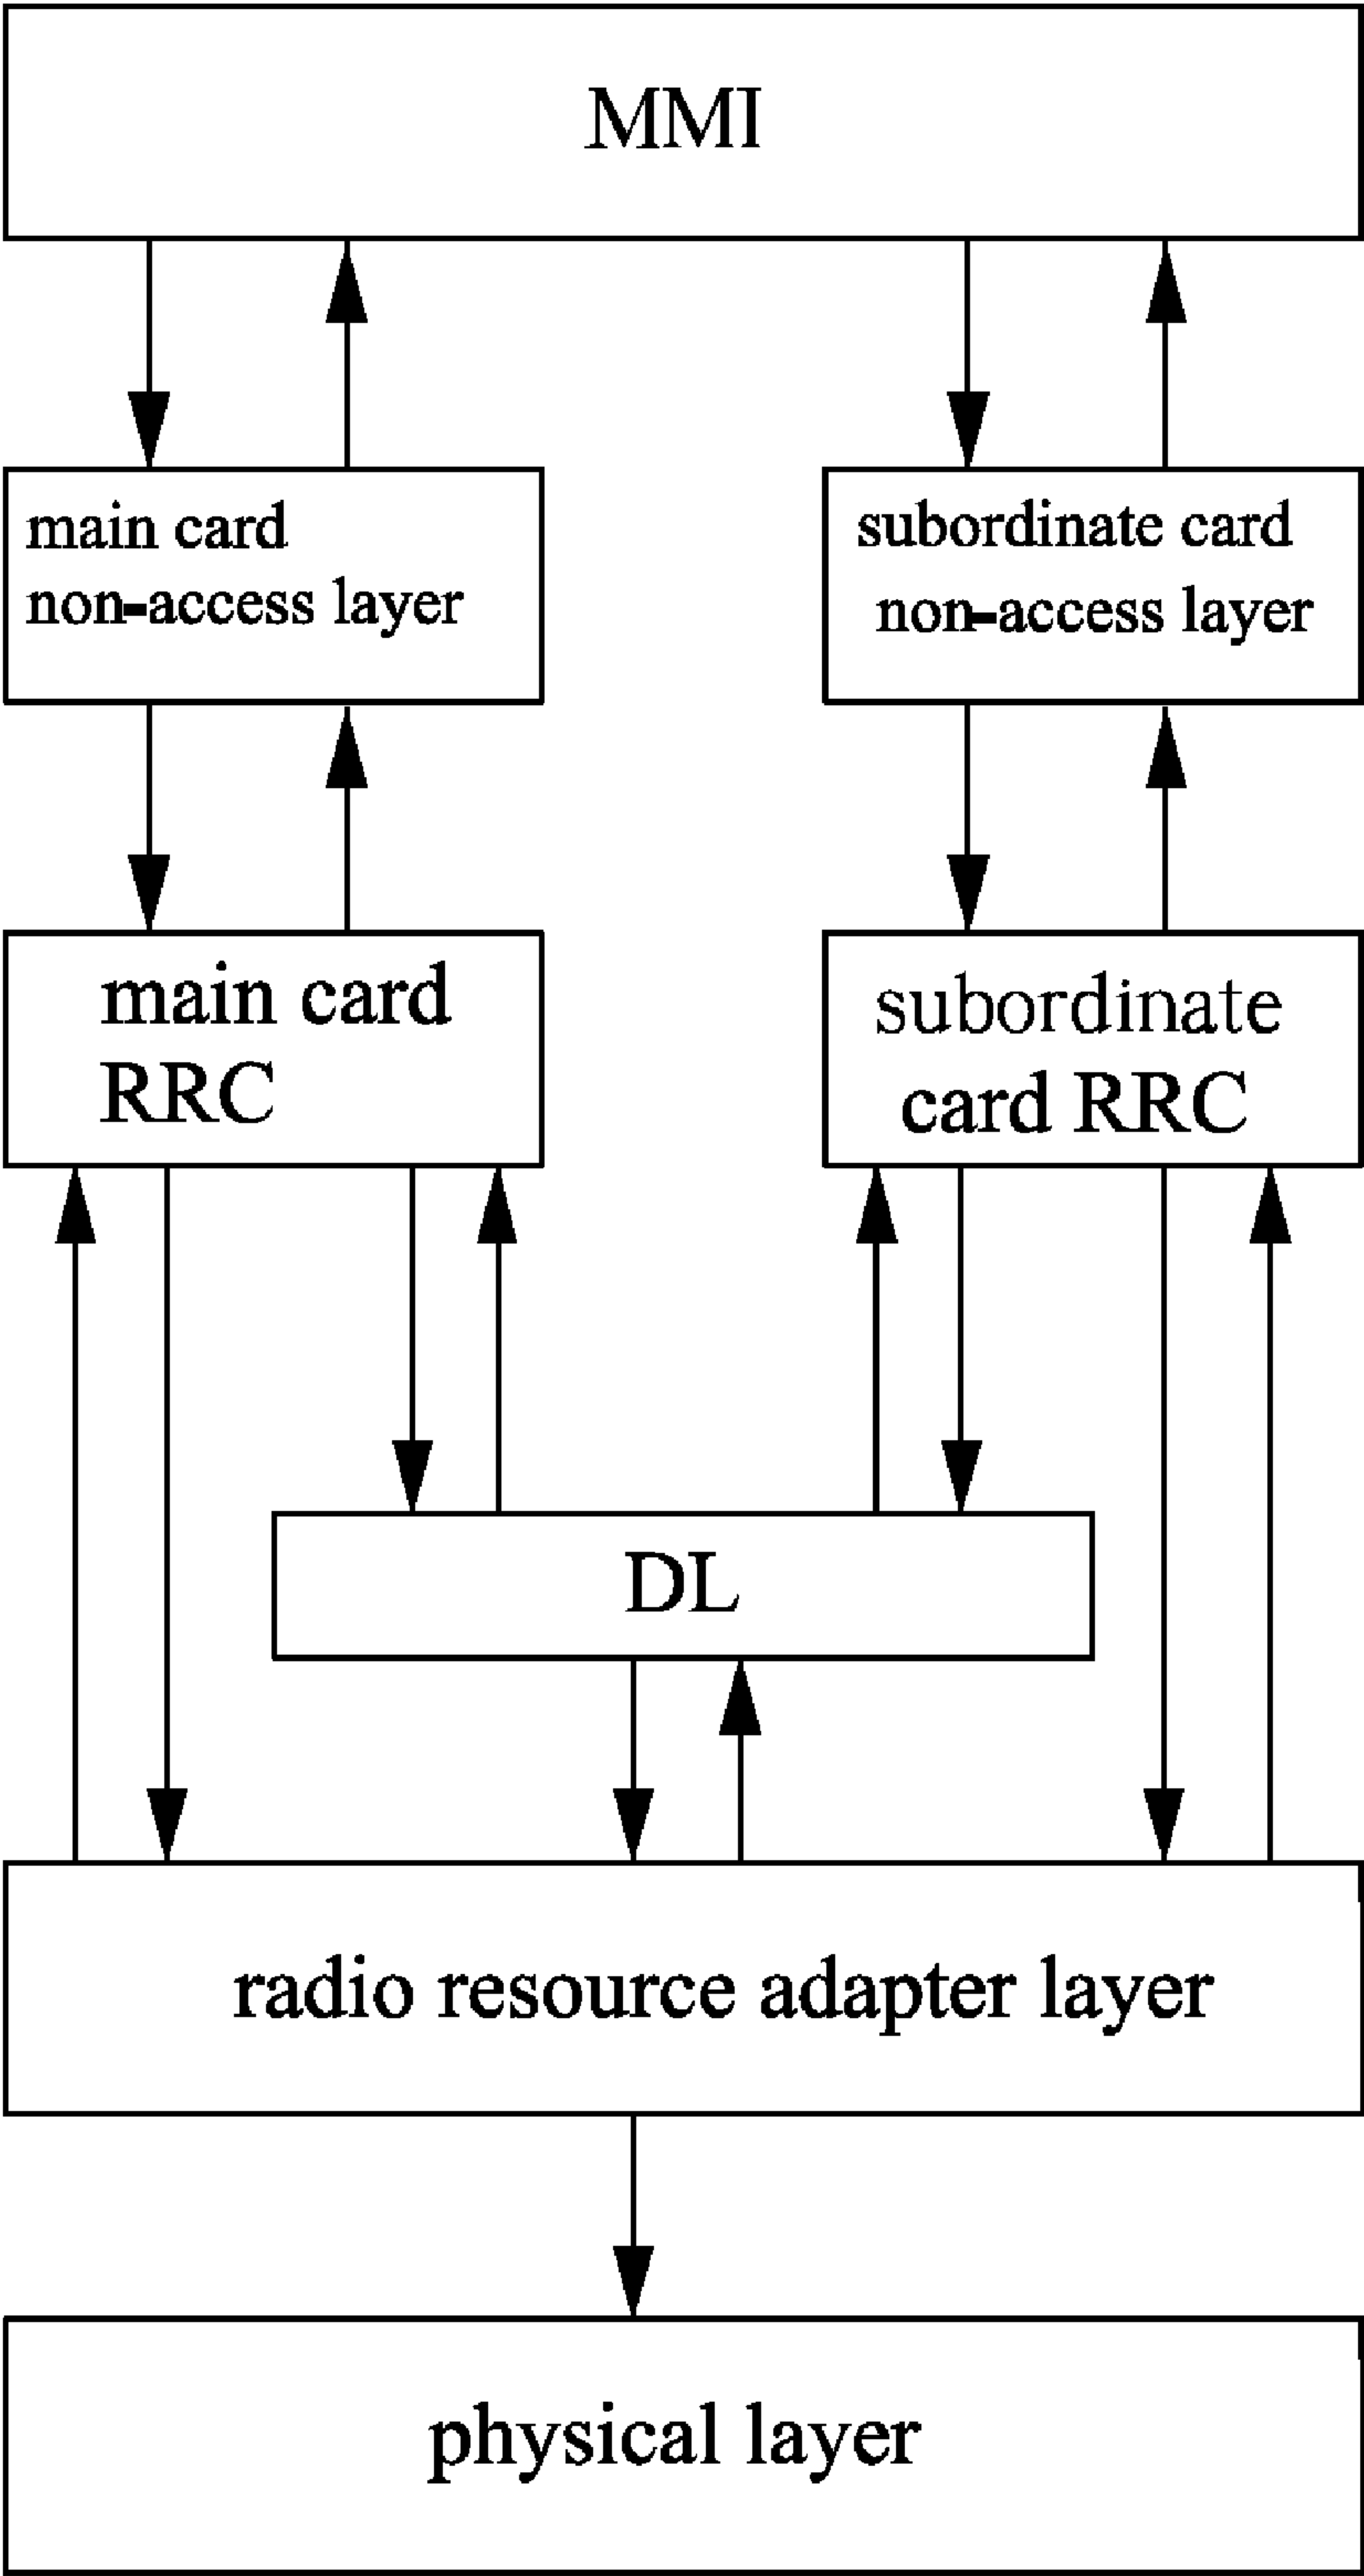 MMI
main card
non-access layer
subordinate card
non-access layer
main card
RRC
subordinate
card RRC
DL
radio resource adapter layer
physical layer